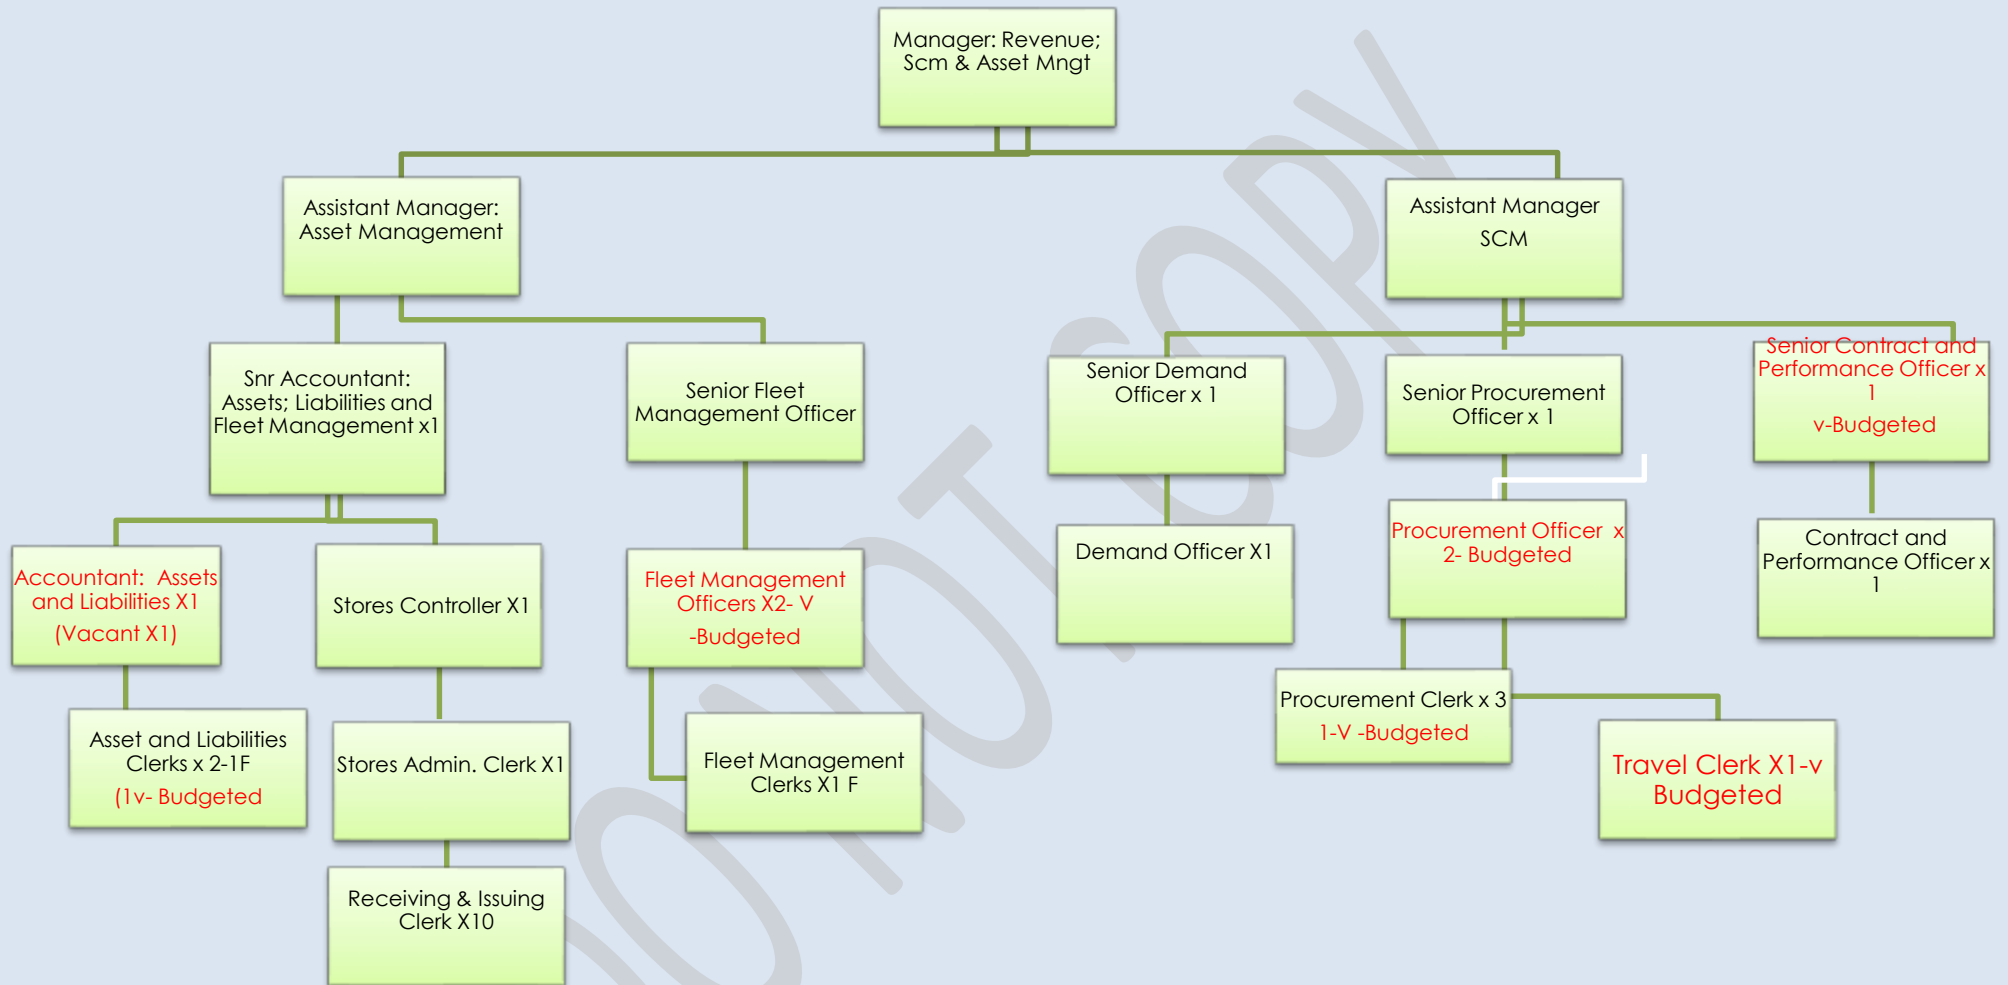 Manager: Revenue;
Scm & Asset Mngt
Assistant Manager:
Asset Management
Assistant Manager
SCM
Snr Accountant:
Assets; Liabilities and
Fleet Management x1
Senior Fleet
Management Officer
Senior Demand
Officer x 1
Senior Procurement
Officer x 1
Senior Contract and
Performance Officer x
1
v-Budgeted
Accountant: Assets
and Liabilities X1
(Vacant X1)
Stores Controller X1
Fleet Management
Officers X2- V
-Budgeted
Demand Officer X1
Procurement Officer x
2- Budgeted
Contract and
Performance Officer x
1
Asset and Liabilities
Clerks x 2-1F
(1v- Budgeted
Stores Admin. Clerk X1
Fleet Management
Clerks X1 F
Procurement Clerk x 3
1-V -Budgeted
Travel Clerk X1-v
Budgeted
Receiving & Issuing
Clerk X10
DO NOT COPY